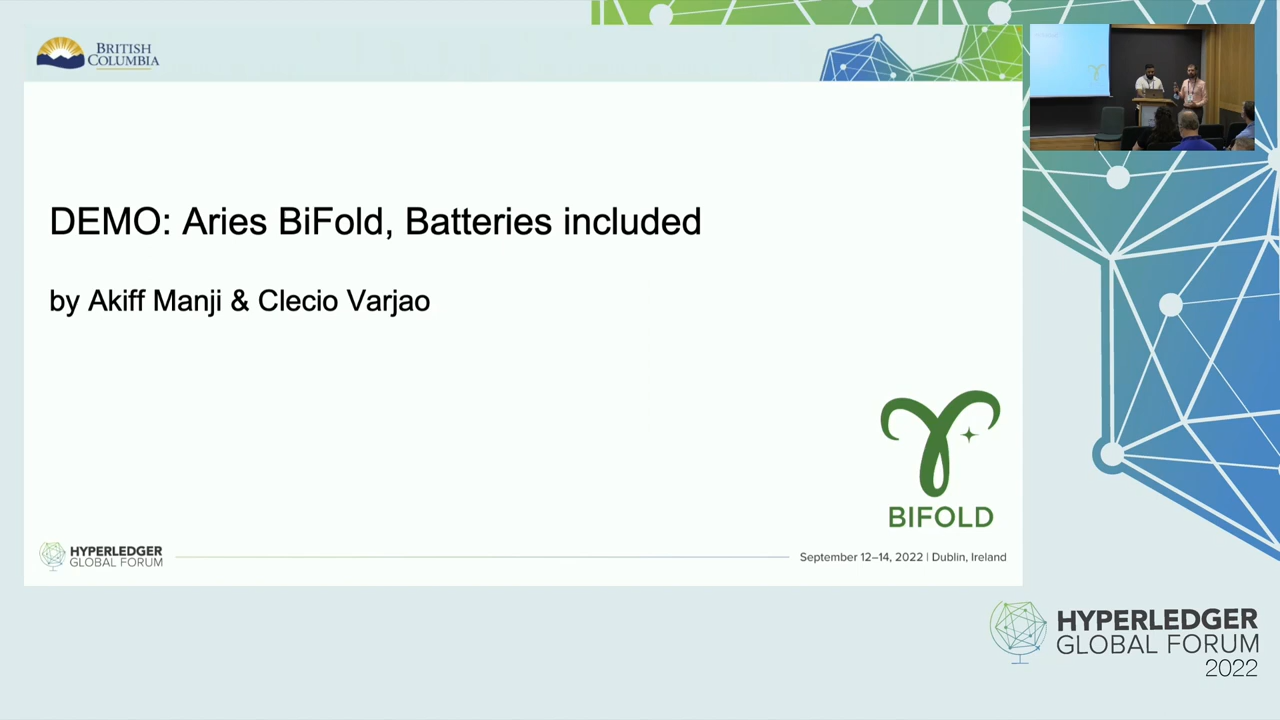 BRITISH
COLUMBIA
DEMO: Aries BiFold, Batteries included
by Akiff Manji & Clecio Varjao
BIFOLD
HYPERLEDGER
GLOBAL FORUM
September 12–14, 2022 | Dublin, Ireland
HYPERLEDGER
GLOBAL FORUM
2022